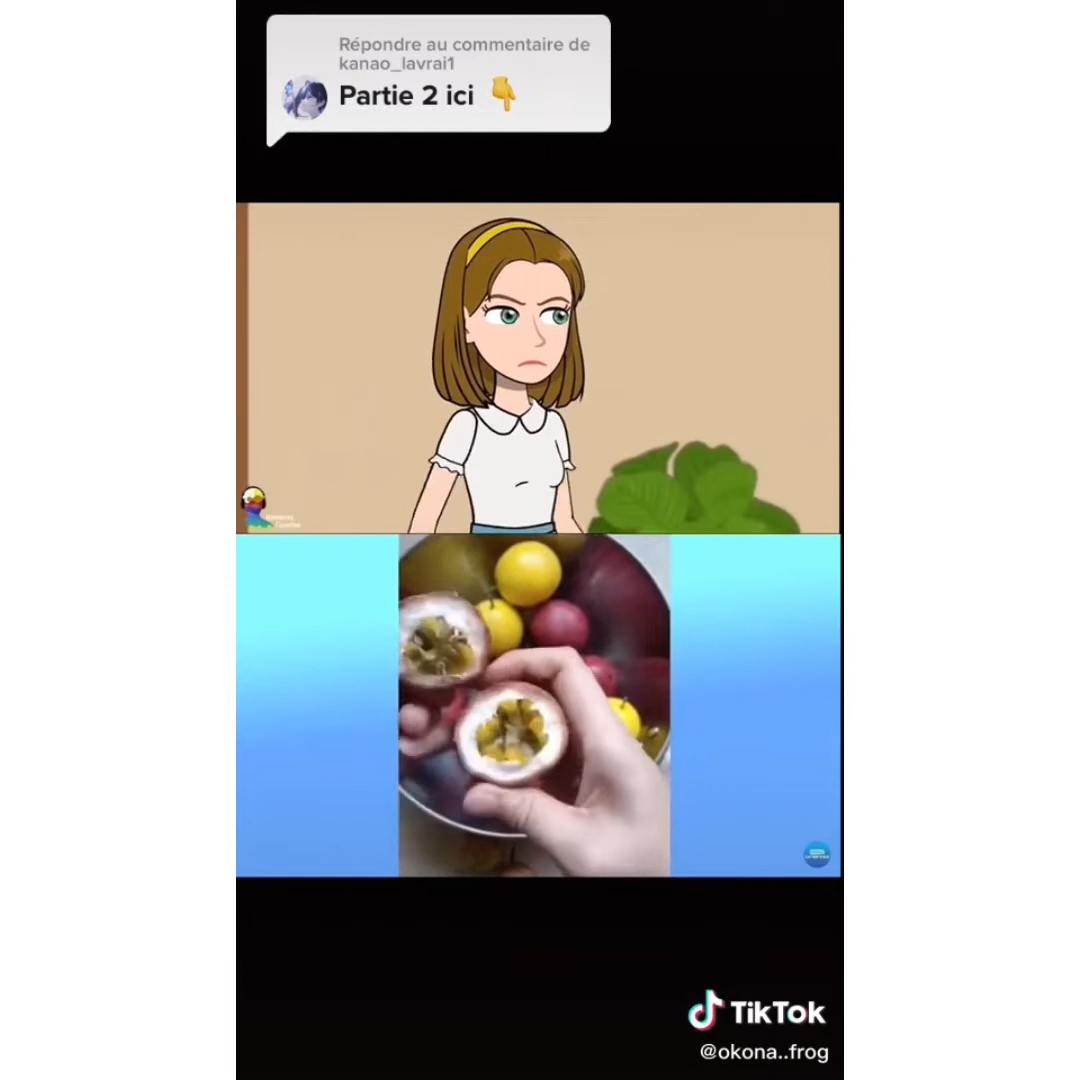 Répondre au commentaire de
kanao_lavrai1
Partie 2 ici 👇
TikTok
@okona..frog